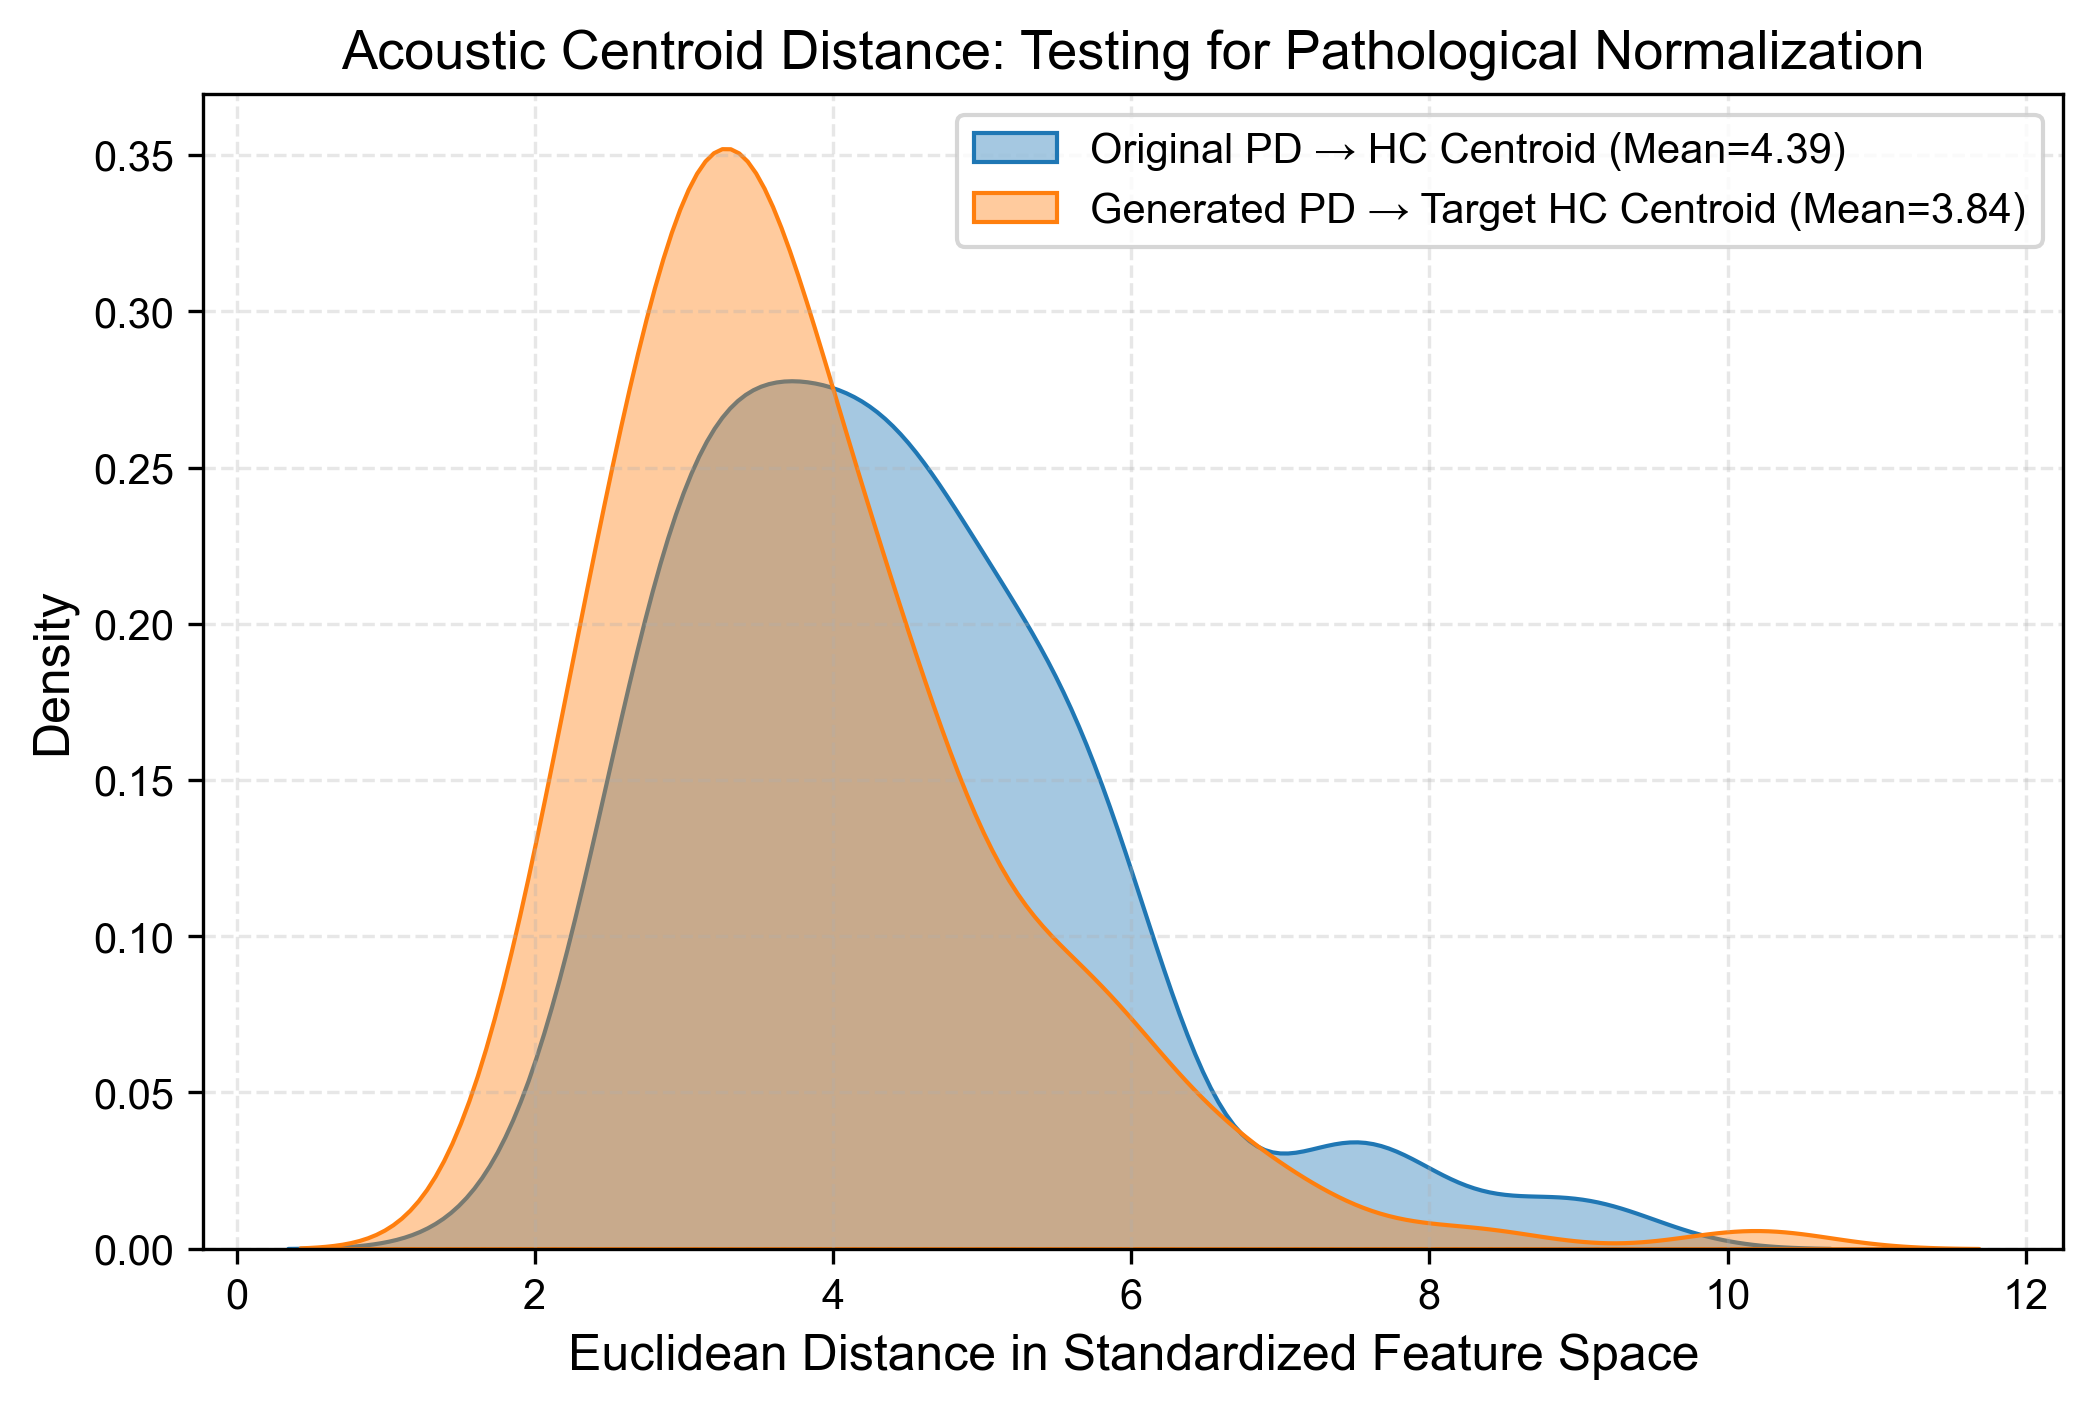 Acoustic Centroid Distance: Testing for Pathological Normalization
Original PD → HC Centroid (Mean=4.39)
Generated PD → Target HC Centroid (Mean=3.84)
Density
0.35
0.30
0.25
0.20
0.15
0.10
0.05
0.00
0 2 4 6 8 10 12
Euclidean Distance in Standardized Feature Space